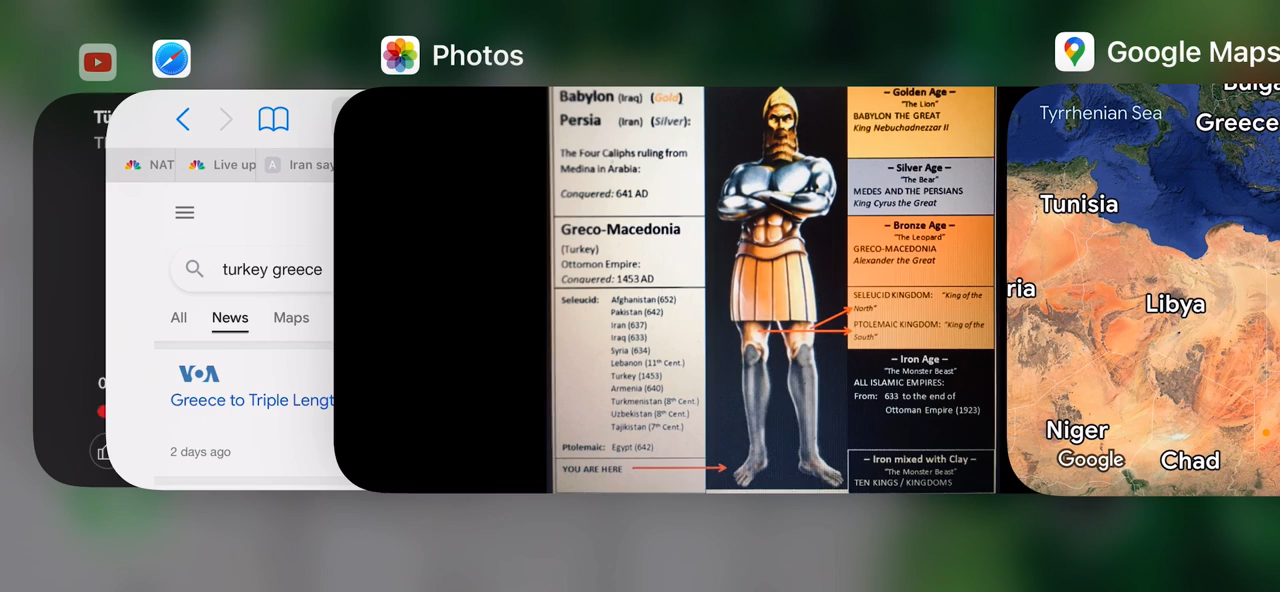 Photos
Google Maps
Tü
T
0
NAT
Live up
A
Iran say
turkey greece
All
News
Maps
VOA
Greece to Triple Lengt
2 days ago
Babylon (Iraq) (Gold)
Persia (Iran) (Silver):
The Four Caliphs ruling from
Medina in Arabia:
Conquered: 641 AD
Greco-Macedonia
(Turkey)
Ottomon Empire:
Conquered: 1453 AD
Seleucid: Afghanistan (652)
Pakistan (642)
Iran (637)
Iraq (633)
Syria (634)
Lebanon (11th Cent.)
Turkey (1453)
Armenia (640)
Turkmenistan (8th Cent.)
Uzbekistan (8th Cent.)
Tajikistan (7th Cent.)
Ptolemaic: Egypt (642)
YOU ARE HERE
– Golden Age –
"The Lion"
BABYLON THE GREAT
King Nebuchadnezzar II
– Silver Age –
"The Bear"
MEDES AND THE PERSIANS
King Cyrus the Great
– Bronze Age –
"The Leopard"
GRECO-MACEDONIA
Alexander the Great
SELEUCID KINGDOM: "King of the
North"
PTOLEMAIC KINGDOM: "King of the
South"
– Iron Age –
"The Monster Beast"
ALL ISLAMIC EMPIRES:
From: 633 to the end of
Ottoman Empire (1923)
– Iron mixed with Clay –
"The Monster Beast"
TEN KINGS / KINGDOMS
Bulga
Tyrrhenian Sea
Greece
Tunisia
ria
Libya
Niger
Google
Chad